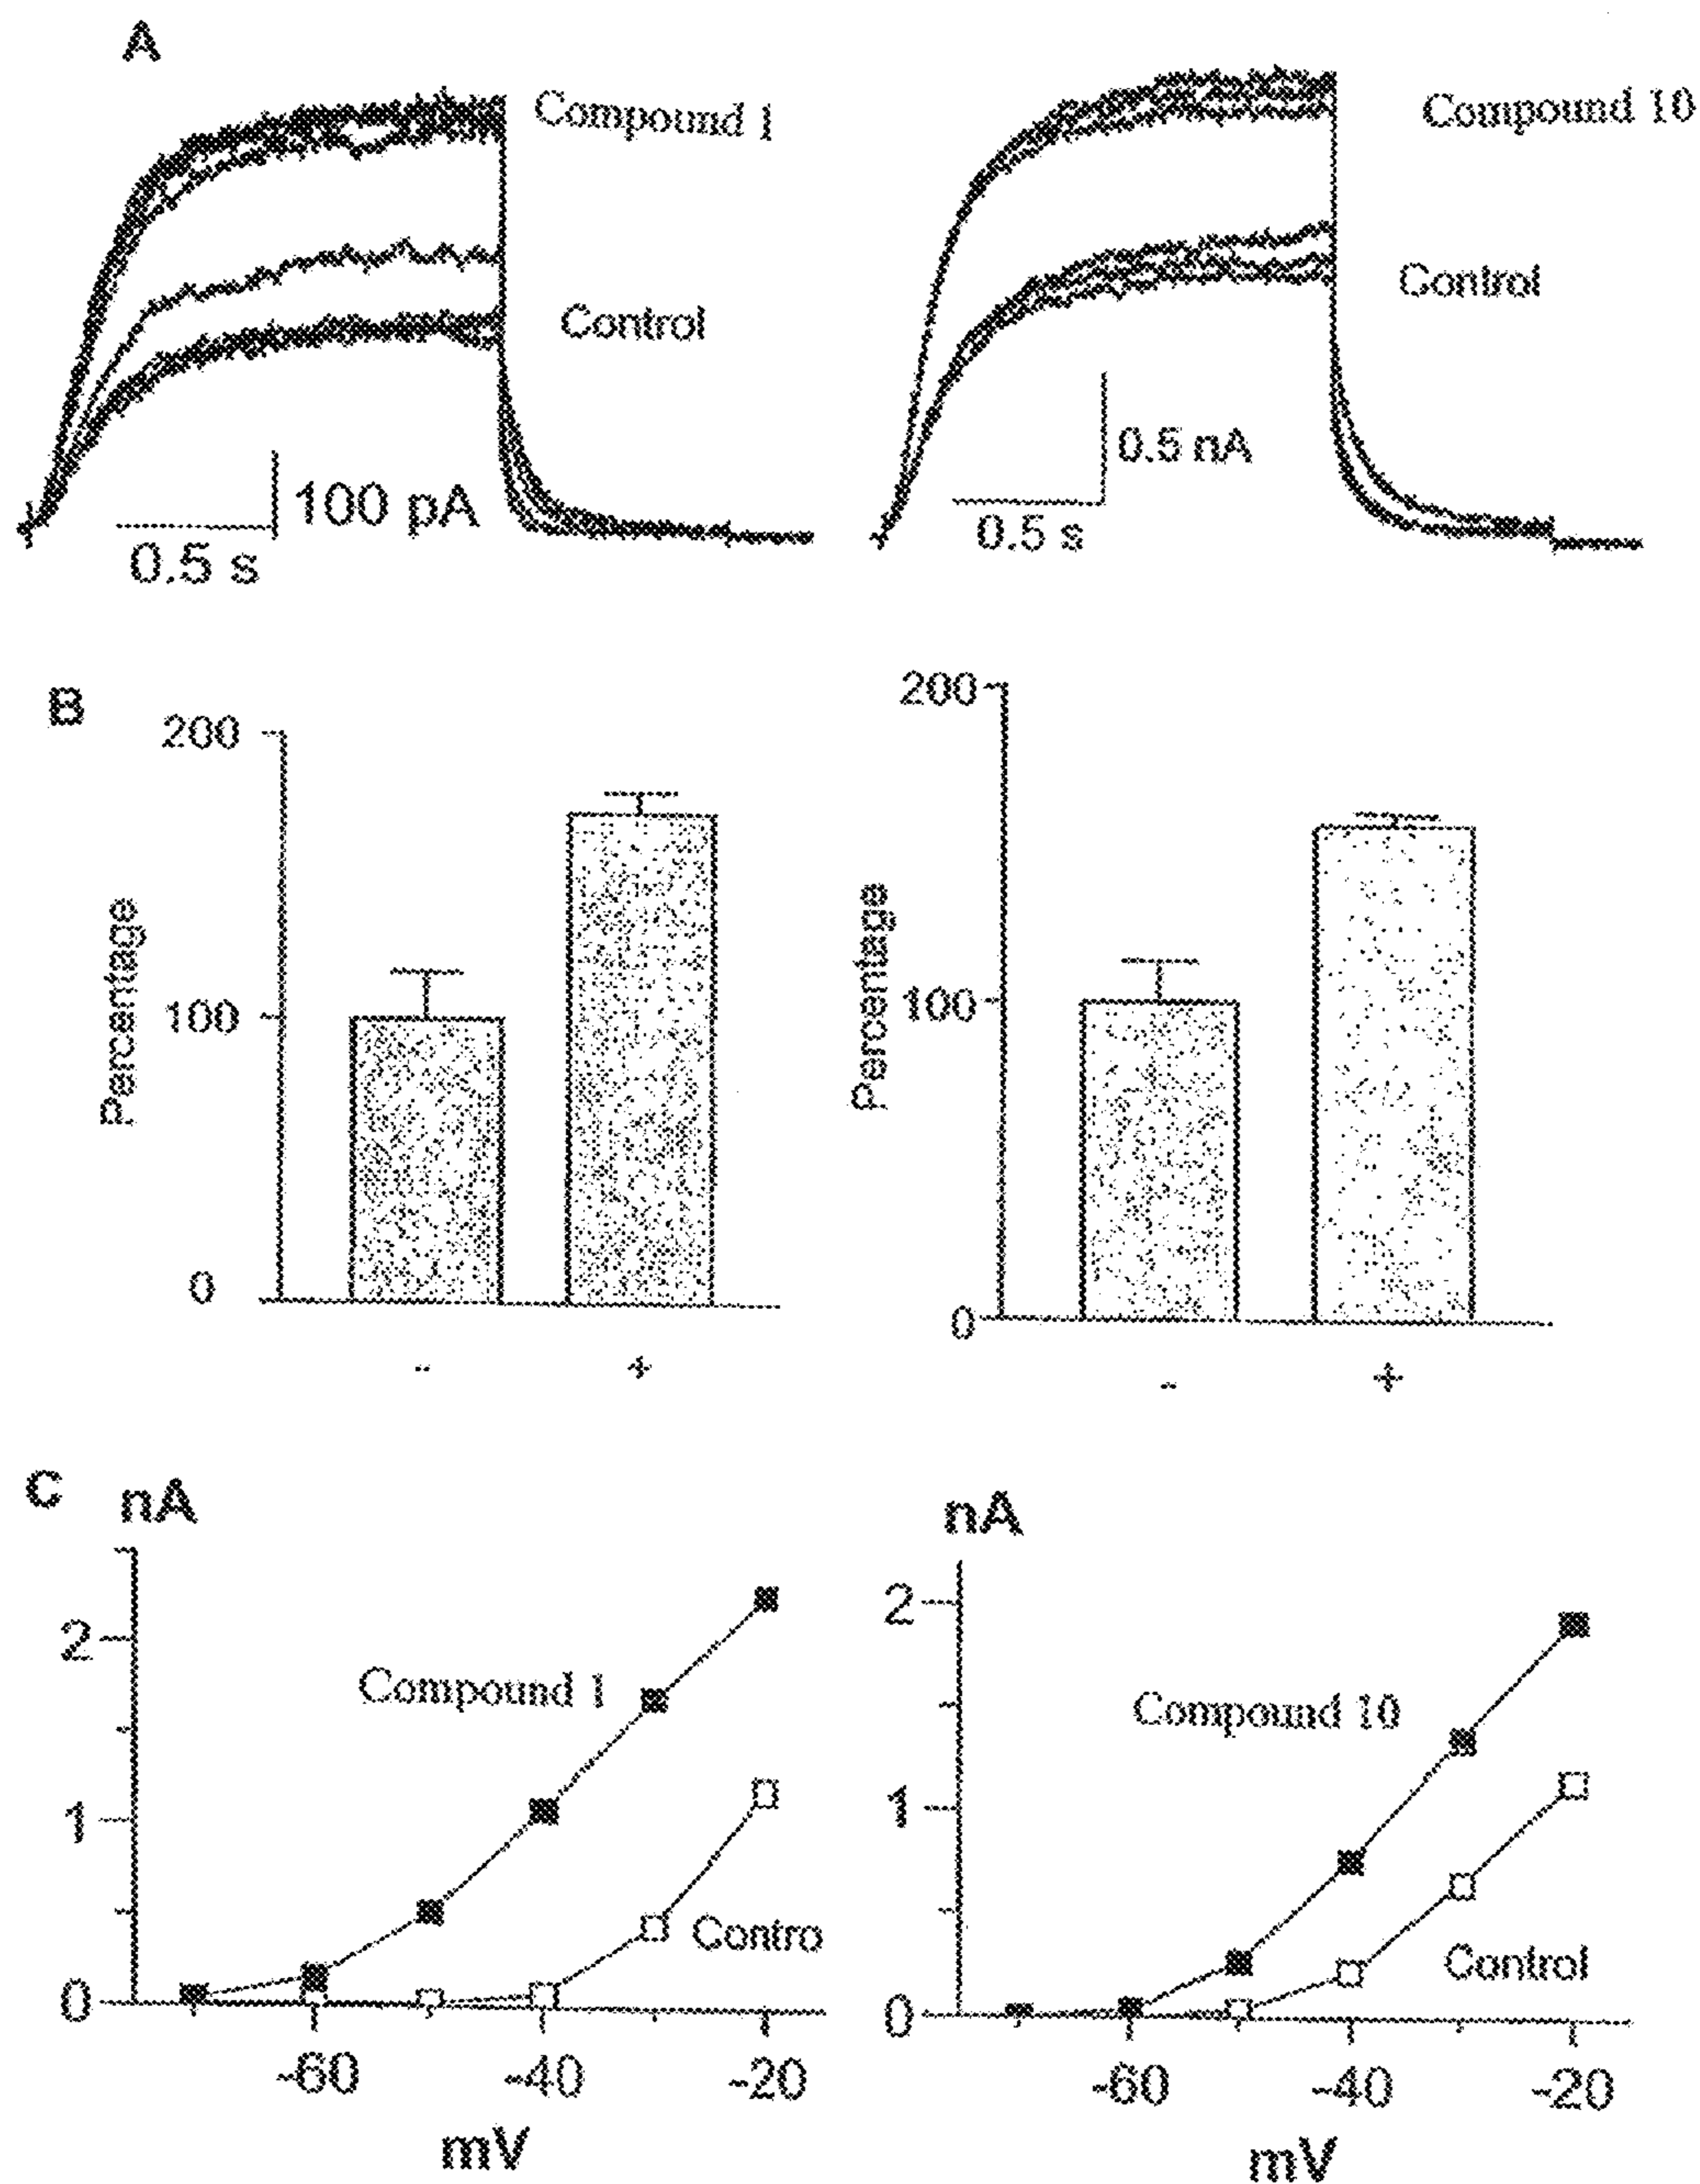 A
Compound 1
Control
100 pA
0.5 s
Compound 10
Control
0.5 nA
0.5 s
B
200
100
0
Percentage
-
+
200
100
0
Percentage
-
+
C
nA
2
1
0
Compound 1
Contro
-60
-40
-20
mV
nA
2
1
0
Compound 10
Control
-60
-40
-20
mV